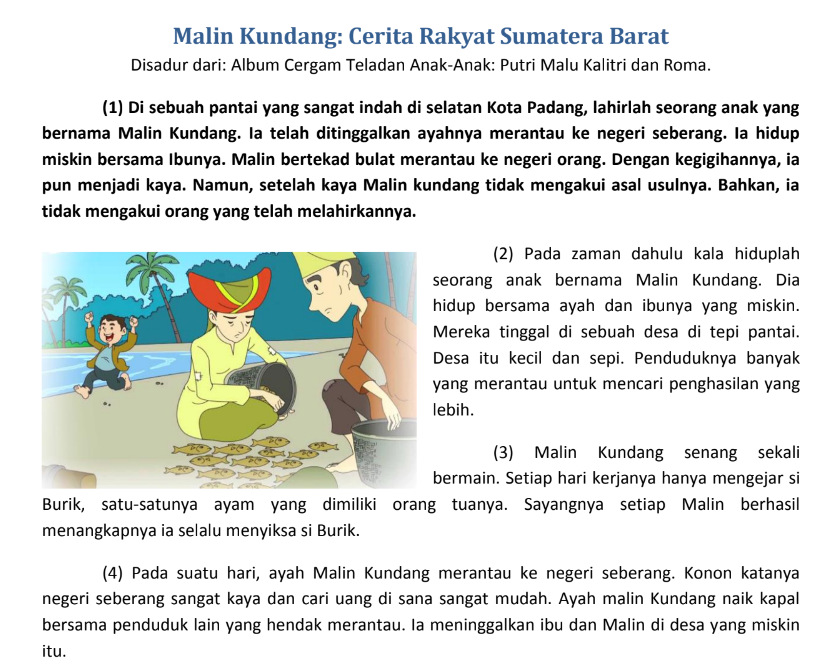 Malin Kundang: Cerita Rakyat Sumatera Barat
Disadur dari: Album Cergam Teladan Anak-Anak: Putri Malu Kalitri dan Roma.
(1) Di sebuah pantai yang sangat indah di selatan Kota Padang, lahirlah seorang anak yang
bernama Malin Kundang. Ia telah ditinggalkan ayahnya merantau ke negeri seberang. Ia hidup
miskin bersama Ibunya. Malin bertekad bulat merantau ke negeri orang. Dengan kegigihannya, ia
pun menjadi kaya. Namun, setelah kaya Malin kundang tidak mengakui asal usulnya. Bahkan, ia
tidak mengakui orang yang telah melahirkannya.
(2) Pada zaman dahulu kala hiduplah
seorang anak bernama Malin Kundang. Dia
hidup bersama ayah dan ibunya yang miskin.
Mereka tinggal di sebuah desa di tepi pantai.
Desa itu kecil dan sepi. Penduduknya banyak
yang merantau untuk mencari penghasilan yang
lebih.
(3) Malin Kundang senang sekali
bermain. Setiap hari kerjanya hanya mengejar si
Burik, satu-satunya ayam yang dimiliki orang tuanya. Sayangnya setiap Malin berhasil
menangkapnya ia selalu menyiksa si Burik.
(4) Pada suatu hari, ayah Malin Kundang merantau ke negeri seberang. Konon katanya
negeri seberang sangat kaya dan cari uang di sana sangat mudah. Ayah malin Kundang naik kapal
bersama penduduk lain yang hendak merantau. Ia meninggalkan ibu dan Malin di desa yang miskin
itu.